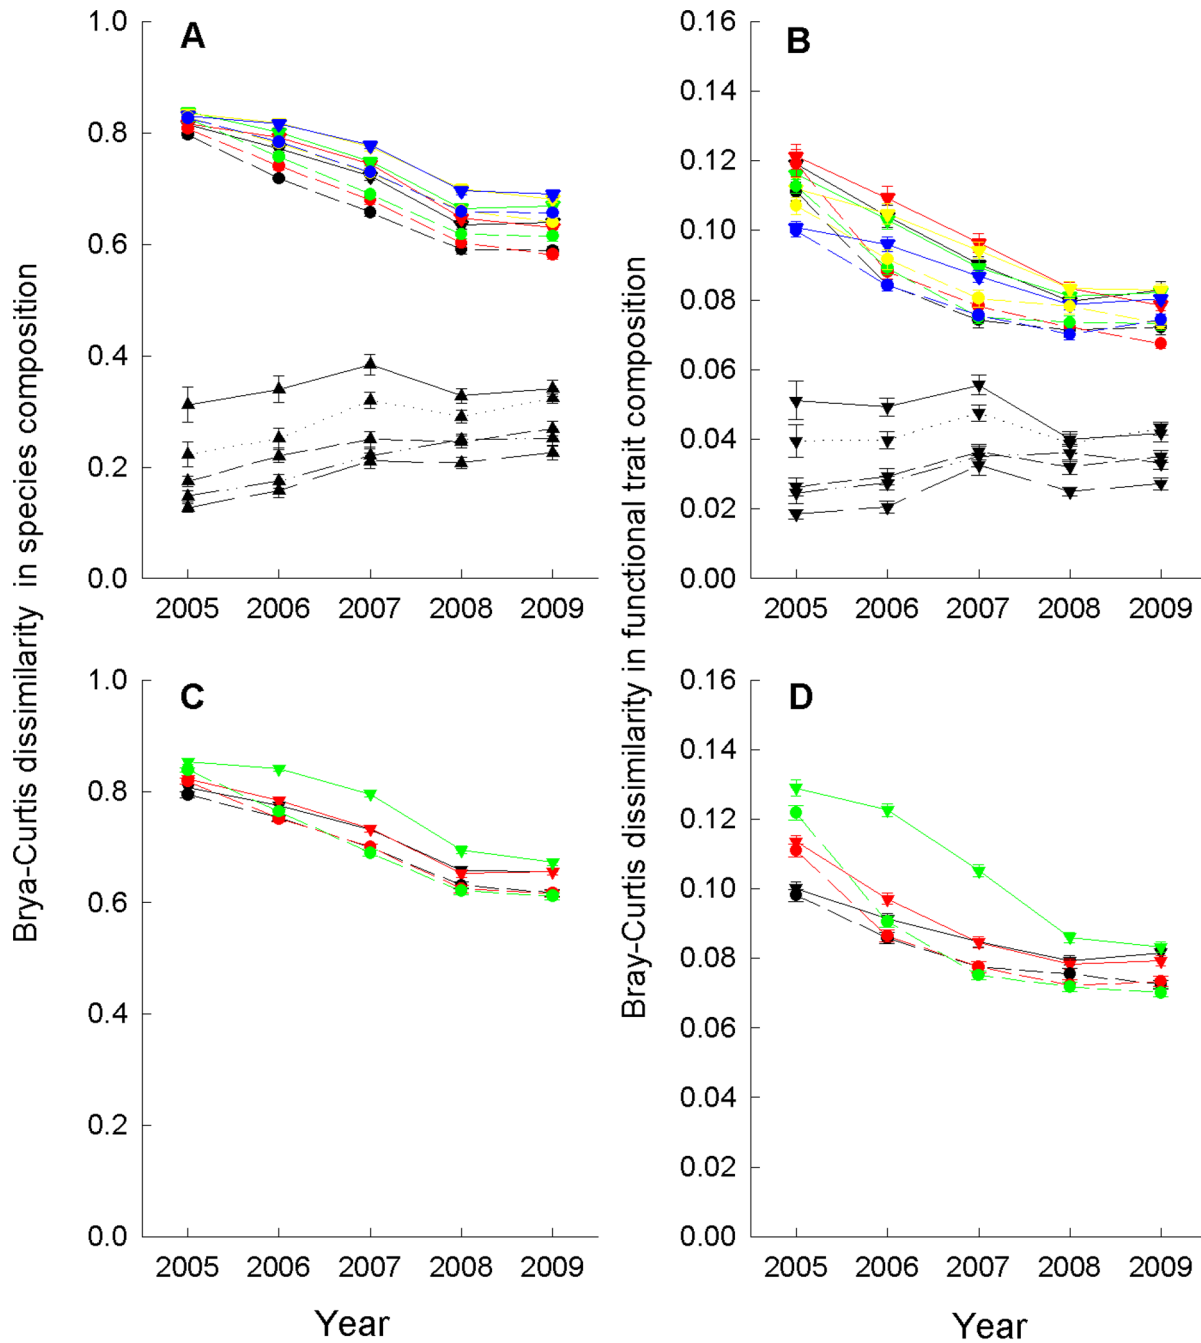 Brya-Curtis dissimilarity in species composition
A
1.0
0.8
0.6
0.4
0.2
0.0
2005 2006 2007 2008 2009
Bray-Curtis dissimilarity in functional trait composition
B
0.16
0.14
0.12
0.10
0.08
0.06
0.04
0.02
0.00
2005 2006 2007 2008 2009
C
1.0
0.8
0.6
0.4
0.2
0.0
2005 2006 2007 2008 2009
Year
D
0.16
0.14
0.12
0.10
0.08
0.06
0.04
0.02
0.00
2005 2006 2007 2008 2009
Year